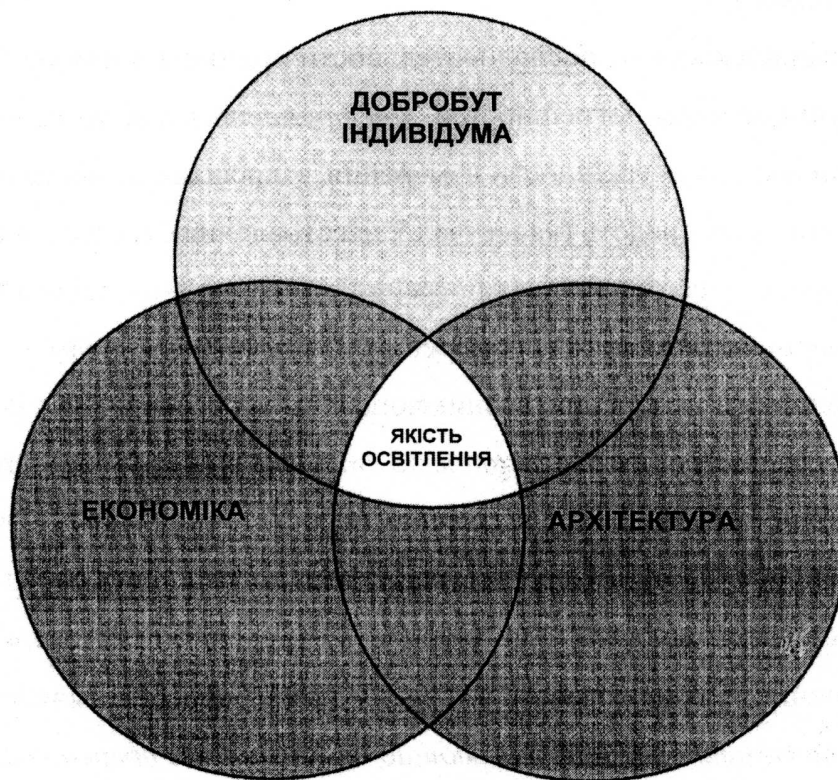 ДОБРОБУТ
ІНДИВІДУМА
ЯКІСТЬ
ОСВІТЛЕННЯ
ЕКОНОМІКА
АРХІТЕКТУРА